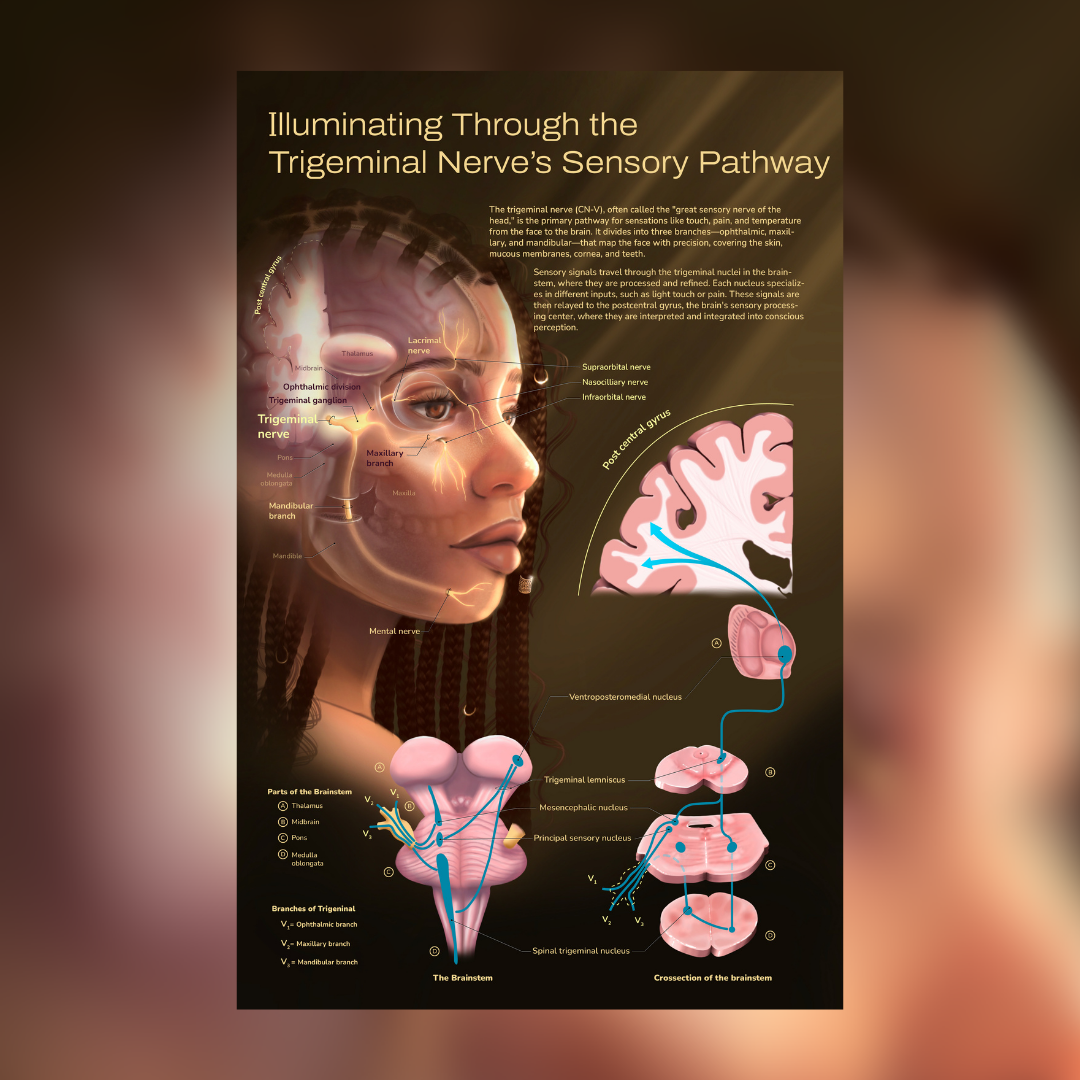 Illuminating Through the
Trigeminal Nerve's Sensory Pathway
The trigeminal nerve (CN-V), often called the "great sensory nerve of the
head," is the primary pathway for sensations like touch, pain, and temperature
from the face to the brain. It divides into three branches—ophthalmic, maxil-
lary, and mandibular—that map the face with precision, covering the skin,
mucous membranes, cornea, and teeth.
Sensory signals travel through the trigeminal nuclei in the brain-
stem, where they are processed and refined. Each nucleus specializ-
es in different inputs, such as light touch or pain. These signals are
then relayed to the postcentral gyrus, the brain's sensory process-
ing center, where they are interpreted and integrated into conscious
perception.
Post central gyrus
Lacrimal
nerve
Thalamus
Midbrain
Ophthalmic division
Trigeminal ganglion
Trigeminal
nerve
Pons
Medulla
oblongata
Maxillary
branch
Maxilla
Mandibular
branch
Mandible
Mental nerve
Supraorbital nerve
Nasocilliary nerve
Infraorbital nerve
Post central gyrus
A
Ventroposteromedial nucleus
Trigeminal lemniscus
Mesencephalic nucleus
Principal sensory nucleus
Spinal trigeminal nucleus
A
B
C
D
V1
V2
V3
The Brainstem
B
C
D
V1
V2
V3
Crossection of the brainstem
Parts of the Brainstem
A Thalamus
B Midbrain
C Pons
D Medulla
oblongata
Branches of Trigeninal
V1= Ophthalmic branch
V2= Maxillary branch
V3= Mandibular branch